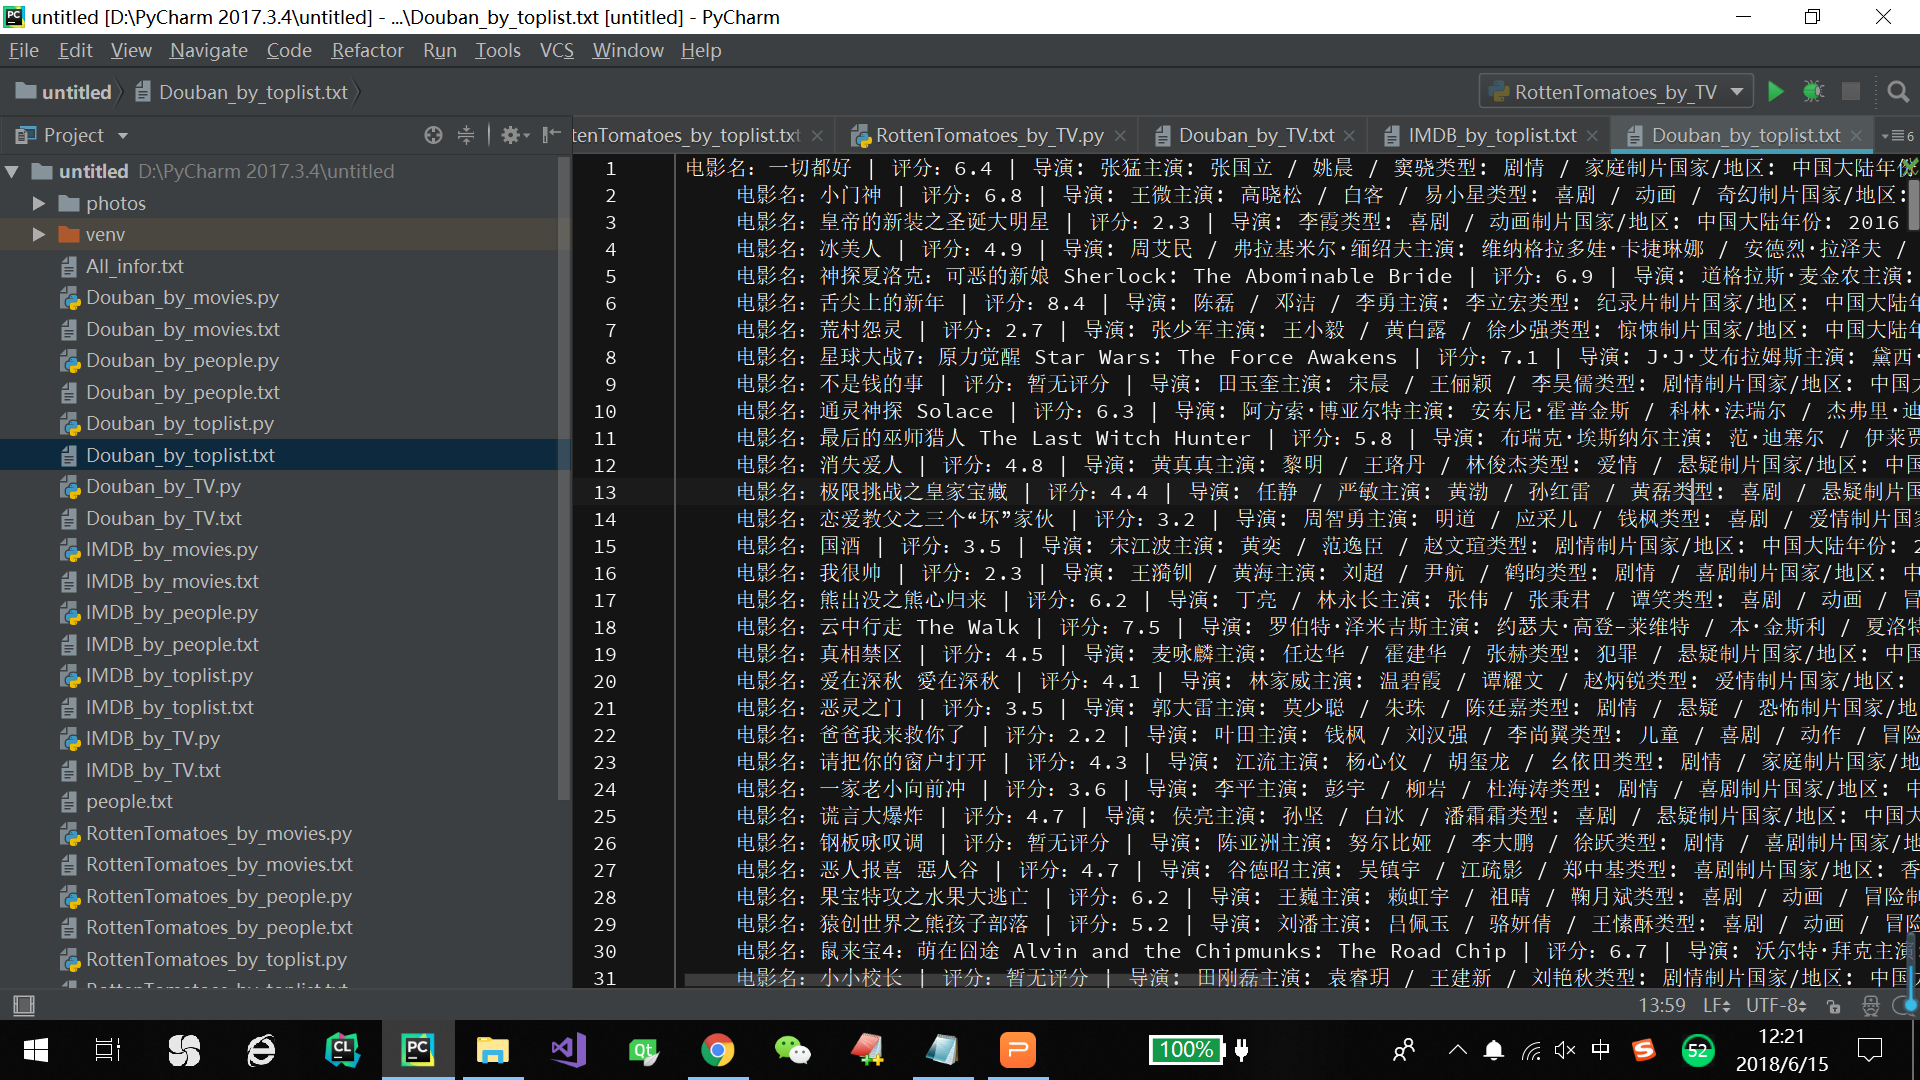 untitled [D:\PyCharm 2017.3.4\untitled] - ...\Douban_by_toplist.txt [untitled] - PyCharm
File Edit View Navigate Code Refactor Run Tools VCS Window Help
untitled Douban_by_toplist.txt RottenTomatoes_by_TV
Project tenTomatoes_by_toplist.txt RottenTomatoes_by_TV.py Douban_by_TV.txt IMDB_by_toplist.txt Douban_by_toplist.txt 6
untitled D:\PyCharm 2017.3.4\untitled
photos
venv
All_infor.txt
Douban_by_movies.py
Douban_by_movies.txt
Douban_by_people.py
Douban_by_people.txt
Douban_by_toplist.py
Douban_by_toplist.txt
Douban_by_TV.py
Douban_by_TV.txt
IMDB_by_movies.py
IMDB_by_movies.txt
IMDB_by_people.py
IMDB_by_people.txt
IMDB_by_toplist.py
IMDB_by_toplist.txt
IMDB_by_TV.py
IMDB_by_TV.txt
people.txt
RottenTomatoes_by_movies.py
RottenTomatoes_by_movies.txt
RottenTomatoes_by_people.py
RottenTomatoes_by_people.txt
RottenTomatoes_by_toplist.py
1 电影名: 一切都好 | 评分: 6.4 | 导演: 张猛主演: 张国立 / 姚晨 / 窦骁类型: 剧情 / 家庭制片国家/地区: 中国大陆年份
2 电影名: 小门神 | 评分: 6.8 | 导演: 王微主演: 高晓松 / 白客 / 易小星类型: 喜剧 / 动画 / 奇幻制片国家/地区:
3 电影名: 皇帝的新装之圣诞大明星 | 评分: 2.3 | 导演: 李霞类型: 喜剧 / 动画制片国家/地区: 中国大陆年份: 2016
4 电影名: 冰美人 | 评分: 4.9 | 导演: 周艾民 / 弗拉基米尔·缅绍夫主演: 维纳格拉多娃·卡捷琳娜 / 安德烈·拉泽夫 /
5 电影名: 神探夏洛克: 可恶的新娘 Sherlock: The Abominable Bride | 评分: 6.9 | 导演: 道格拉斯·麦金农主演:
6 电影名: 舌尖上的新年 | 评分: 8.4 | 导演: 陈磊 / 邓洁 / 李勇主演: 李立宏类型: 纪录片制片国家/地区: 中国大陆年
7 电影名: 荒村怨灵 | 评分: 2.7 | 导演: 张少军主演: 王小毅 / 黄白露 / 徐少强类型: 惊悚制片国家/地区: 中国大陆年
8 电影名: 星球大战7: 原力觉醒 Star Wars: The Force Awakens | 评分: 7.1 | 导演: J·J·艾布拉姆斯主演: 黛西·
9 电影名: 不是钱的事 | 评分: 暂无评分 | 导演: 田玉奎主演: 宋晨 / 王俪颖 / 李昊儒类型: 剧情制片国家/地区: 中国大
10 电影名: 通灵神探 Solace | 评分: 6.3 | 导演: 阿方索·博亚尔特主演: 安东尼·霍普金斯 / 科林·法瑞尔 / 杰弗里·迪
11 电影名: 最后的巫师猎人 The Last Witch Hunter | 评分: 5.8 | 导演: 布瑞克·埃斯纳尔主演: 范·迪塞尔 / 伊莱贾
12 电影名: 消失爱人 | 评分: 4.8 | 导演: 黄真真主演: 黎明 / 王珞丹 / 林俊杰类型: 爱情 / 悬疑制片国家/地区: 中国
13 电影名: 极限挑战之皇家宝藏 | 评分: 4.4 | 导演: 任静 / 严敏主演: 黄渤 / 孙红雷 / 黄磊类型: 喜剧 / 悬疑制片国
14 电影名: 恋爱教父之三个“坏”家伙 | 评分: 3.2 | 导演: 周智勇主演: 明道 / 应采儿 / 钱枫类型: 喜剧 / 爱情制片国家
15 电影名: 国酒 | 评分: 3.5 | 导演: 宋江波主演: 黄奕 / 范逸臣 / 赵文瑄类型: 剧情制片国家/地区: 中国大陆年份: 2
16 电影名: 我很帅 | 评分: 2.3 | 导演: 王漪钏 / 黄海主演: 刘超 / 尹航 / 鹤昀类型: 剧情 / 喜剧制片国家/地区: 中
17 电影名: 熊出没之熊心归来 | 评分: 6.2 | 导演: 丁亮 / 林永长主演: 张伟 / 张秉君 / 谭笑类型: 喜剧 / 动画 / 冒
18 电影名: 云中行走 The Walk | 评分: 7.5 | 导演: 罗伯特·泽米吉斯主演: 约瑟夫·高登-莱维特 / 本·金斯利 / 夏洛特
19 电影名: 真相禁区 | 评分: 4.5 | 导演: 麦咏麟主演: 任达华 / 霍建华 / 张赫类型: 犯罪 / 悬疑制片国家/地区: 中国
20 电影名: 爱在深秋 愛在深秋 | 评分: 4.1 | 导演: 林家威主演: 温碧霞 / 谭耀文 / 赵炳锐类型: 爱情制片国家/地区:
21 电影名: 恶灵之门 | 评分: 3.5 | 导演: 郭大雷主演: 莫少聪 / 朱珠 / 陈廷嘉类型: 剧情 / 悬疑 / 恐怖制片国家/地
22 电影名: 爸爸我来救你了 | 评分: 2.2 | 导演: 叶田主演: 钱枫 / 刘汉强 / 李尚翼类型: 儿童 / 喜剧 / 动作 / 冒险
23 电影名: 请把你的窗户打开 | 评分: 4.3 | 导演: 江流主演: 杨心仪 / 胡玺龙 / 幺依田类型: 剧情 / 家庭制片国家/地
24 电影名: 一家老小向前冲 | 评分: 3.6 | 导演: 李平主演: 彭宇 / 柳岩 / 杜海涛类型: 剧情 / 喜剧制片国家/地区: 中
25 电影名: 谎言大爆炸 | 评分: 4.7 | 导演: 侯亮主演: 孙坚 / 白冰 / 潘霜霜类型: 喜剧 / 悬疑制片国家/地区: 中国大
26 电影名: 钢板咏叹调 | 评分: 暂无评分 | 导演: 陈亚洲主演: 努尔比娅 / 李大鹏 / 徐跃类型: 剧情 / 喜剧制片国家/地
27 电影名: 恶人报喜 惡人谷 | 评分: 4.7 | 导演: 谷德昭主演: 吴镇宇 / 江疏影 / 郑中基类型: 喜剧制片国家/地区: 香
28 电影名: 果宝特攻之水果大逃亡 | 评分: 6.2 | 导演: 王巍主演: 赖虹宇 / 祖晴 / 鞠月斌类型: 喜剧 / 动画 / 冒险制
29 电影名: 猿创世界之熊孩子部落 | 评分: 5.2 | 导演: 刘潘主演: 吕佩玉 / 骆妍倩 / 王愫酥类型: 喜剧 / 动画 / 冒险
30 电影名: 鼠来宝4: 萌在囧途 Alvin and the Chipmunks: The Road Chip | 评分: 6.7 | 导演: 沃尔特·拜克主演
31 电影名: 小小校长 | 评分: 暂无评分 | 导演: 田刚磊主演: 袁睿玥 / 王建新 / 刘艳秋类型: 剧情制片国家/地区: 中国大
13:59 LF UTF-8
100% 中 52 12:21
2018/6/15